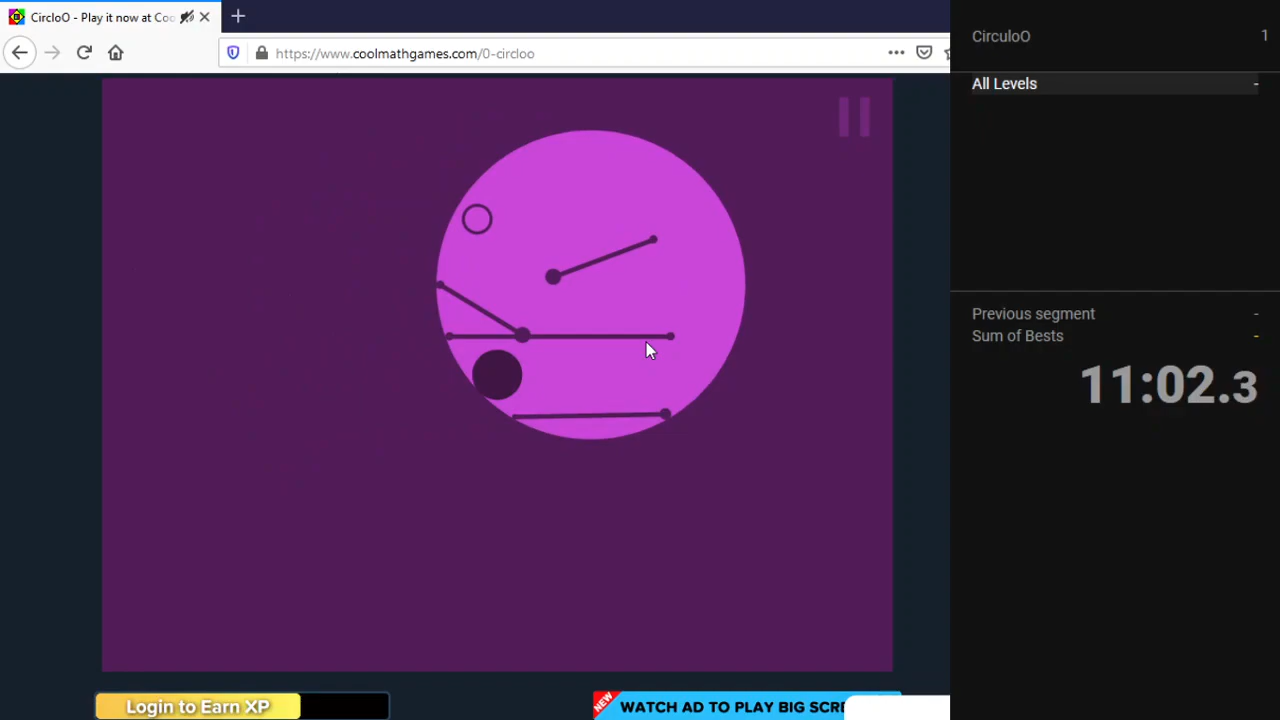 CircloO - Play it now at Coo
https://www.coolmathgames.com/0-circloo
CirculoO 1
All Levels -
Previous segment -
Sum of Bests -
11:02.3
Login to Earn XP
NEW
WATCH AD TO PLAY BIG SCRE